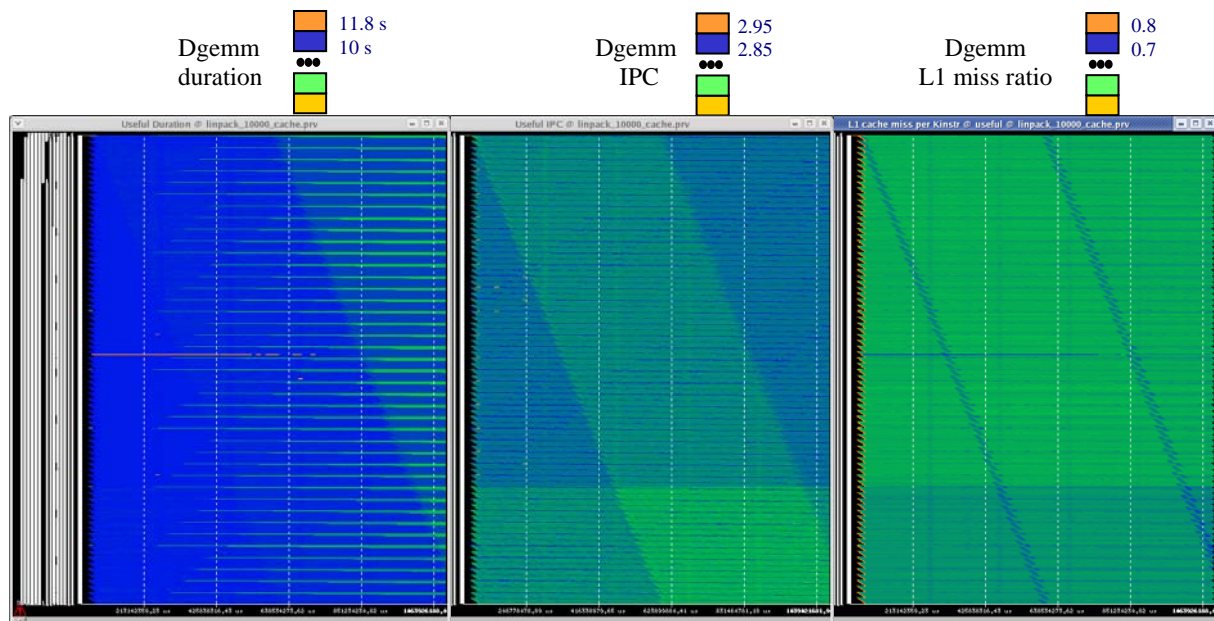 Dgemm
duration
11.8 s
10 s
Dgemm
IPC
2.95
2.85
Dgemm
L1 miss ratio
0.8
0.7
Useful Duration @ linpack_10000_cache.prv
Useful IPC @ linpack_10000_cache.prv
L1 cache miss per Kinstr @ useful @ linpack_10000_cache.prv